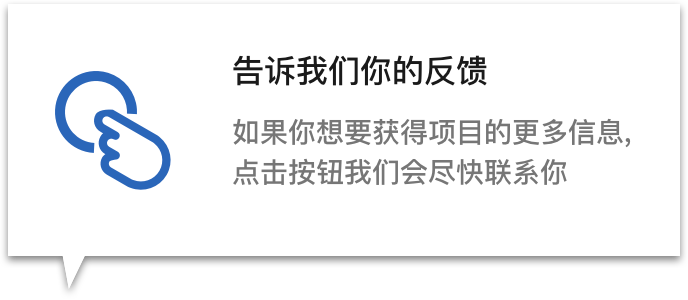 告诉我们你的反馈
如果你想要获得项目的更多信息,
点击按钮我们会尽快联系你